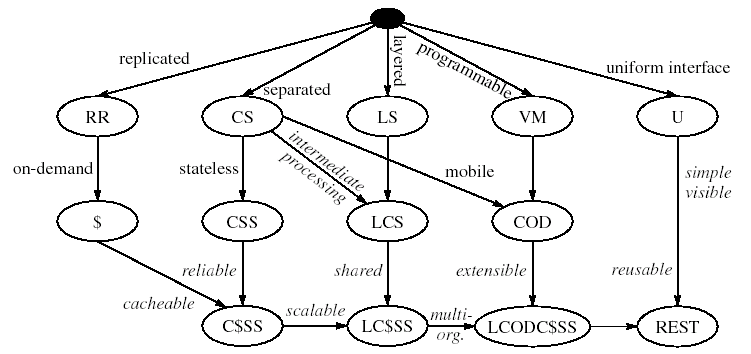 replicated
separated
layered
programmable
uniform interface
RR
CS
LS
VM
U
on-demand
stateless
intermediate
processing
mobile
simple
visible
$
CSS
LCS
COD
reliable
shared
extensible
reusable
cacheable
scalable
multi-
org.
C$SS
LC$SS
LCODC$SS
REST